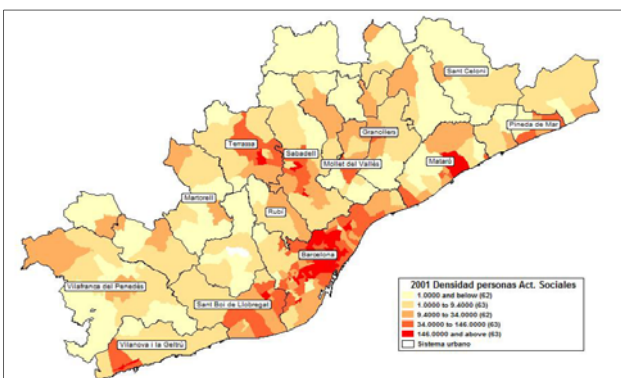 Sant Celoni
Pineda de Mar
Granollers
Terrassa
Sabadell
Mollet del Vallès
Mataró
Martorell
Rubí
Barcelona
Vilafranca del Penedès
Sant Boi de Llobregat
Vilanova i la Geltrú
2001 Densidad personas Act. Sociales
1.0000 and below (62)
1.0000 to 9.4000 (63)
9.4000 to 34.0000 (62)
34.0000 to 146.0000 (63)
146.0000 and above (63)
Sistema urbano